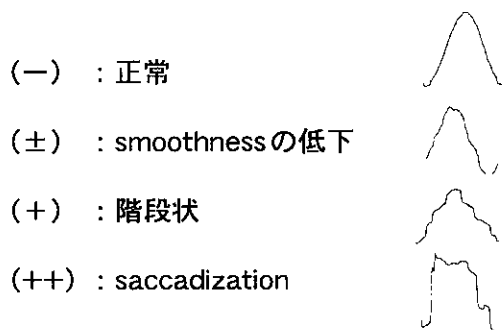 (－) : 正常
(±) : smoothnessの低下
(+) : 階段状
(++) : saccadization